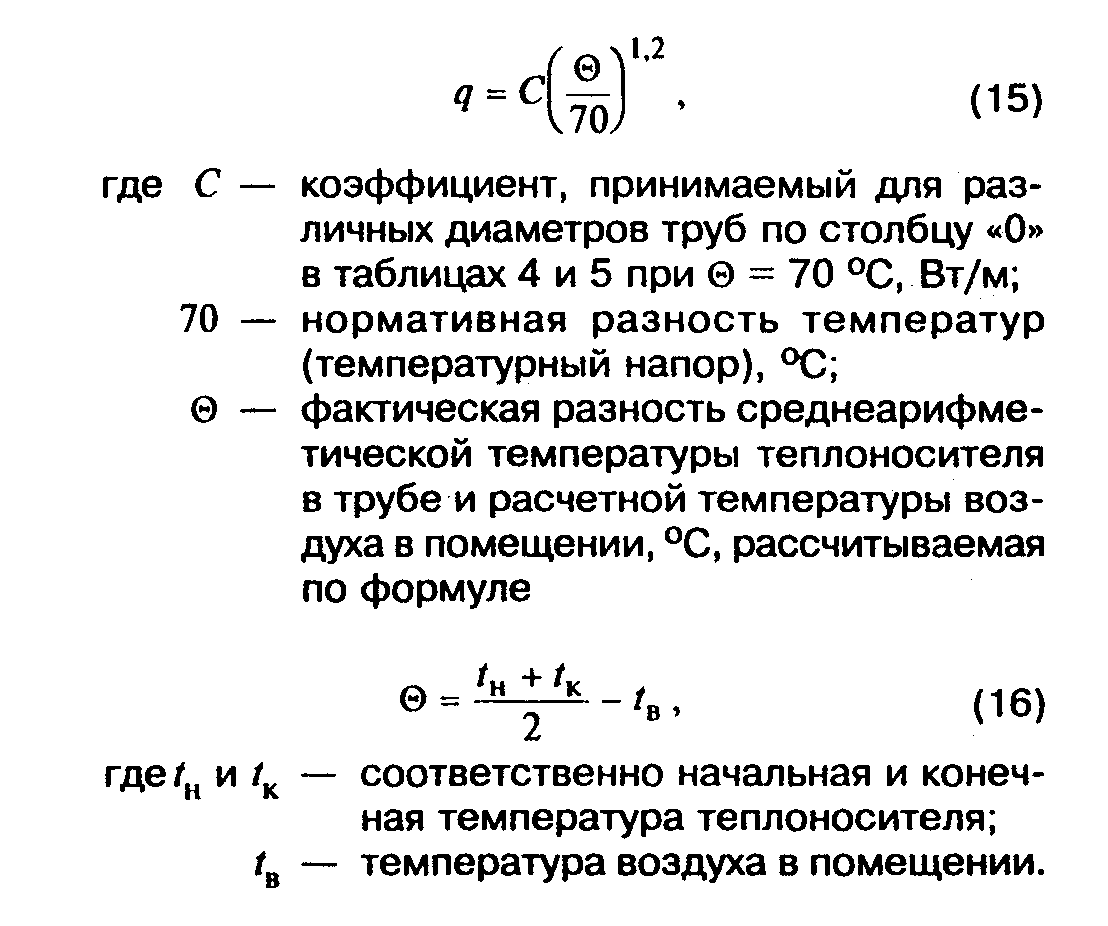 q = C(Θ/70)^1,2 , (15)
где C — коэффициент, принимаемый для раз-
личных диаметров труб по столбцу «0»
в таблицах 4 и 5 при Θ = 70 °С, Вт/м;
70 — нормативная разность температур
(температурный напор), °С;
Θ — фактическая разность среднеарифме-
тической температуры теплоносителя
в трубе и расчетной температуры воз-
духа в помещении, °С, рассчитываемая
по формуле
Θ = (tн + tк)/2 − tв , (16)
где tн и tк — соответственно начальная и конеч-
ная температура теплоносителя;
tв — температура воздуха в помещении.